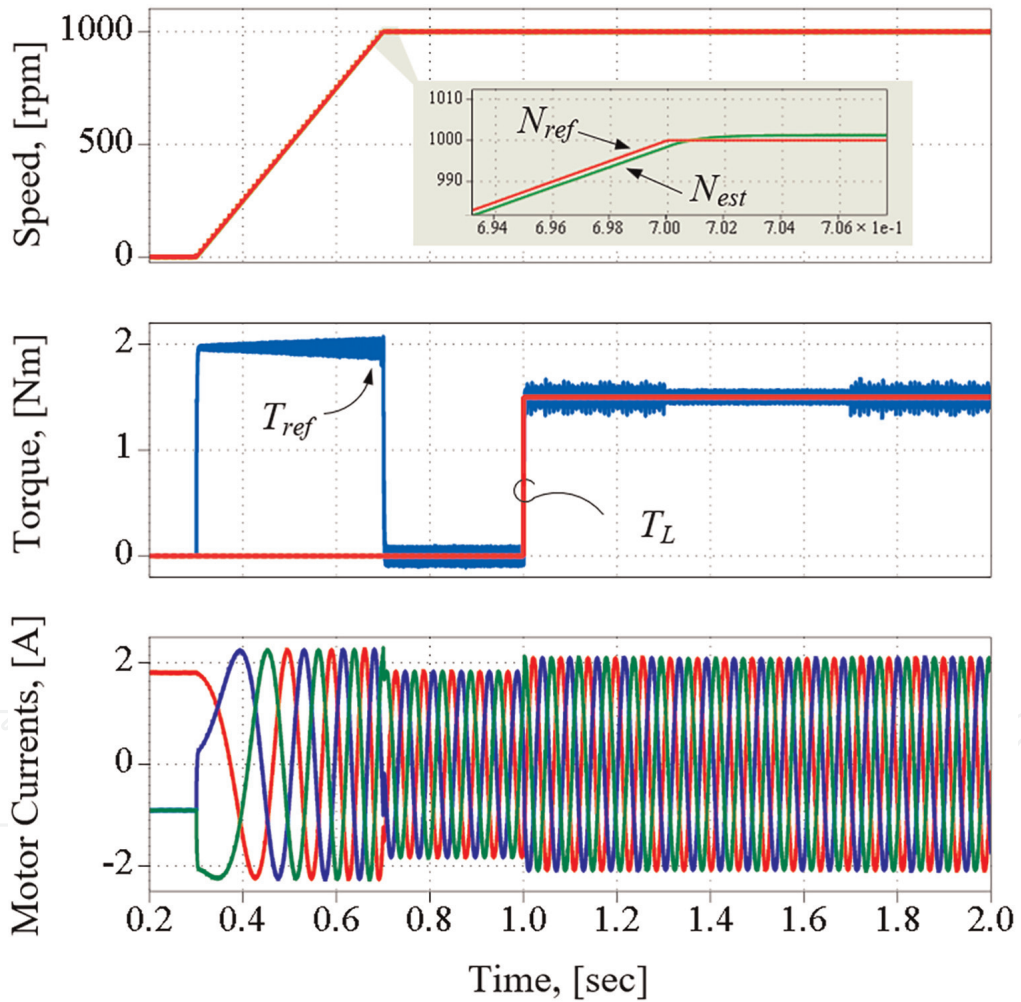 Speed, [rpm]
1000
500
0
1010
1000
990
N_ref
N_est
6.94 6.96 6.98 7.00 7.02 7.04 7.06 × 1e-1
Torque, [Nm]
2
1
0
T_ref
T_L
Motor Currents, [A]
2
0
-2
0.2 0.4 0.6 0.8 1.0 1.2 1.4 1.6 1.8 2.0
Time, [sec]